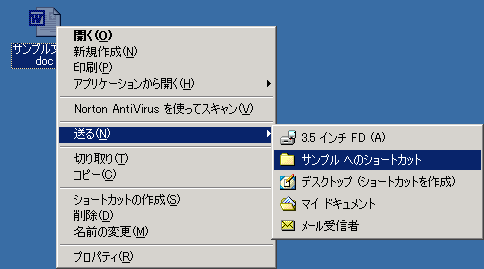 サンプル
doc
開く(O)
新規作成(N)
印刷(P)
アプリケーションから開く(H)
Norton AntiVirus を使ってスキャン(V)
送る(N)
切り取り(T)
コピー(C)
ショートカットの作成(S)
削除(D)
名前の変更(M)
プロパティ(R)
3.5 インチ FD (A)
サンプル へのショートカット
デスクトップ (ショートカットを作成)
マイ ドキュメント
メール受信者